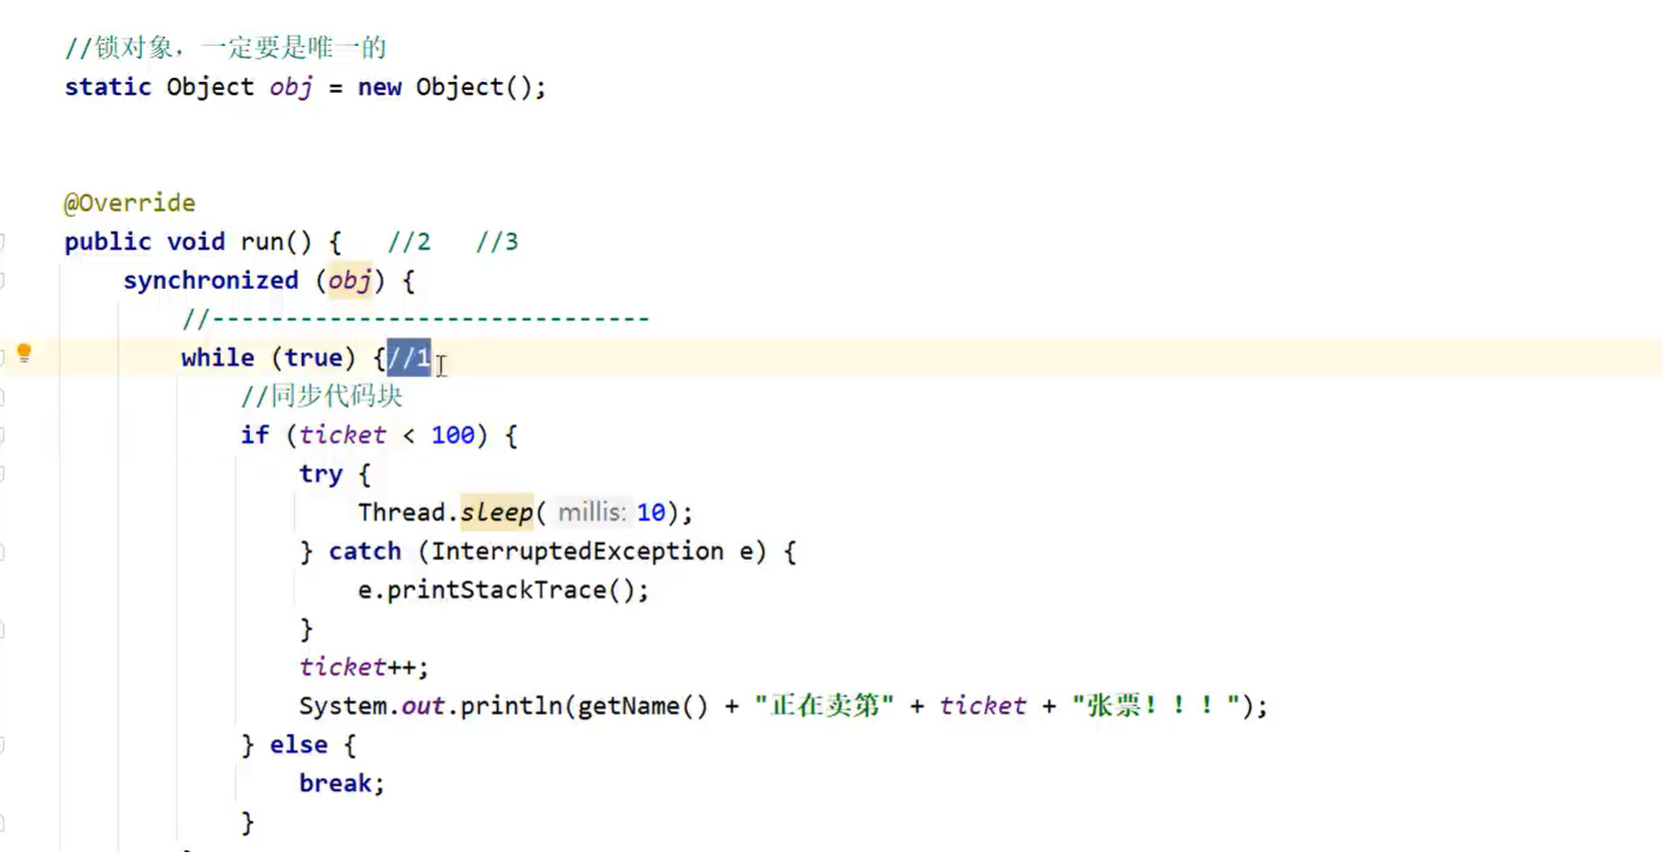 //锁对象，一定要是唯一的
static Object obj = new Object();
@Override
public void run() {   //2   //3
synchronized (obj) {
//------------------------------
while (true) {//1
//同步代码块
if (ticket < 100) {
try {
Thread.sleep( millis: 10);
} catch (InterruptedException e) {
e.printStackTrace();
}
ticket++;
System.out.println(getName() + "正在卖第" + ticket + "张票！！！");
} else {
break;
}